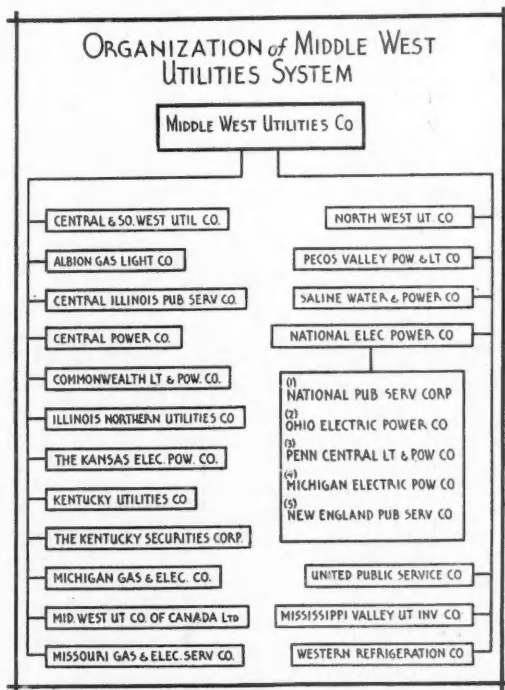 ORGANIZATION of MIDDLE WEST
UTILITIES SYSTEM
MIDDLE WEST UTILITIES CO
CENTRAL & SO. WEST UTIL CO.
ALBION GAS LIGHT CO
CENTRAL ILLINOIS PUB SERV CO.
CENTRAL POWER CO.
COMMONWEALTH LT & POW. CO.
ILLINOIS NORTHERN UTILITIES CO
THE KANSAS ELEC. POW. CO.
KENTUCKY UTILITIES CO
THE KENTUCKY SECURITIES CORP.
MICHIGAN GAS & ELEC. CO.
MID. WEST UT CO. OF CANADA LTD
MISSOURI GAS & ELEC. SERV CO.
NORTH WEST UT. CO
PECOS VALLEY POW & LT CO
SALINE WATER & POWER CO
NATIONAL ELEC POWER CO
(1)
NATIONAL PUB SERV CORP
(2)
OHIO ELECTRIC POWER CO
(3)
PENN CENTRAL LT & POW CO
(4)
MICHIGAN ELECTRIC POW CO
(5)
NEW ENGLAND PUB SERV CO
UNITED PUBLIC SERVICE CO
MISSISSIPPI VALLEY UT INV CO
WESTERN REFRIGERATION CO